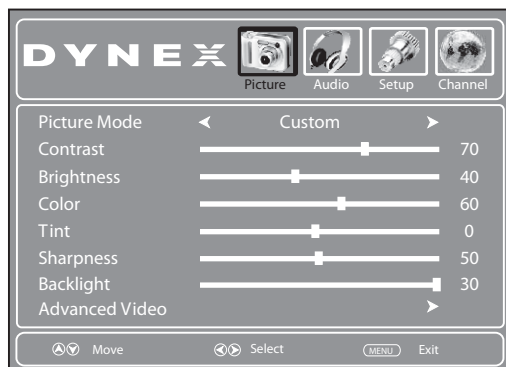 DYNEX
Picture Audio Setup Channel
Picture Mode Custom
Contrast 70
Brightness 40
Color 60
Tint 0
Sharpness 50
Backlight 30
Advanced Video
Move Select MENU Exit